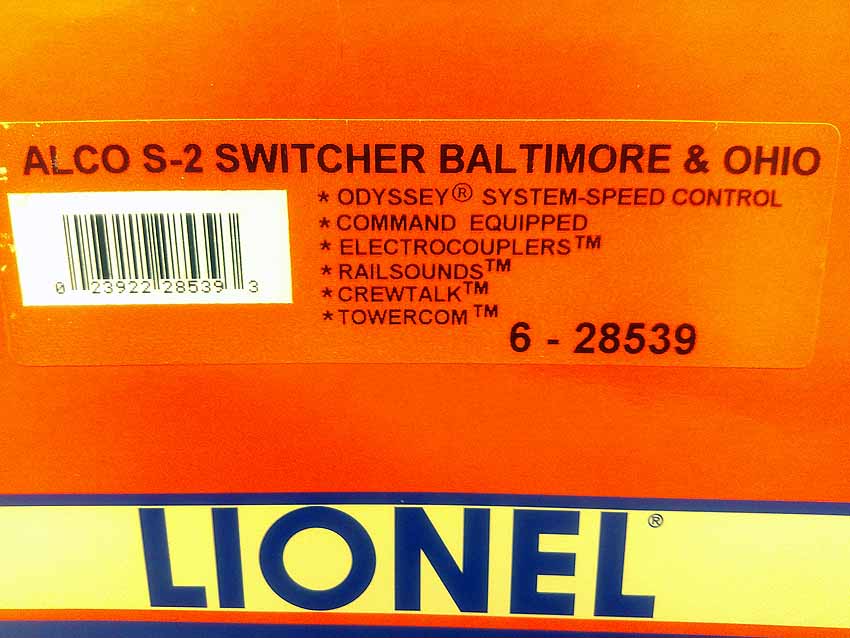 ALCO S-2 SWITCHER BALTIMORE & OHIO
* ODYSSEY® SYSTEM-SPEED CONTROL
* COMMAND EQUIPPED
* ELECTROCOUPLERS™
* RAILSOUNDS™
* CREWTALK™
* TOWERCOM™
0 23922 28539 3
6 - 28539
LIONEL®